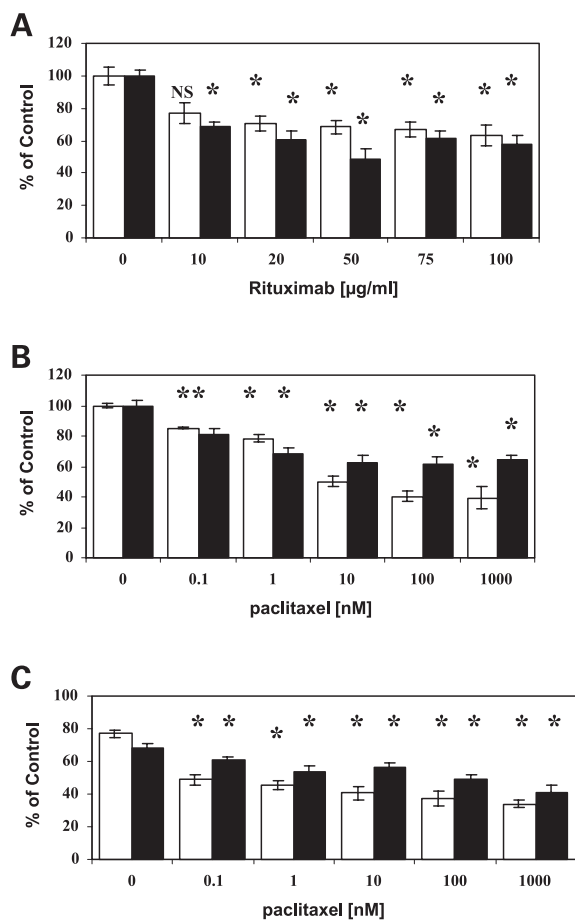 A
120
100
80
60
40
20
0
% of Control
NS * * * * * * * * *
0 10 20 50 75 100
Rituximab [µg/ml]
B
120
100
80
60
40
20
0
% of Control
** * * * * * * * *
0 0.1 1 10 100 1000
paclitaxel [nM]
C
100
80
60
40
20
0
% of Control
* * * * * * * * * *
0 0.1 1 10 100 1000
paclitaxel [nM]